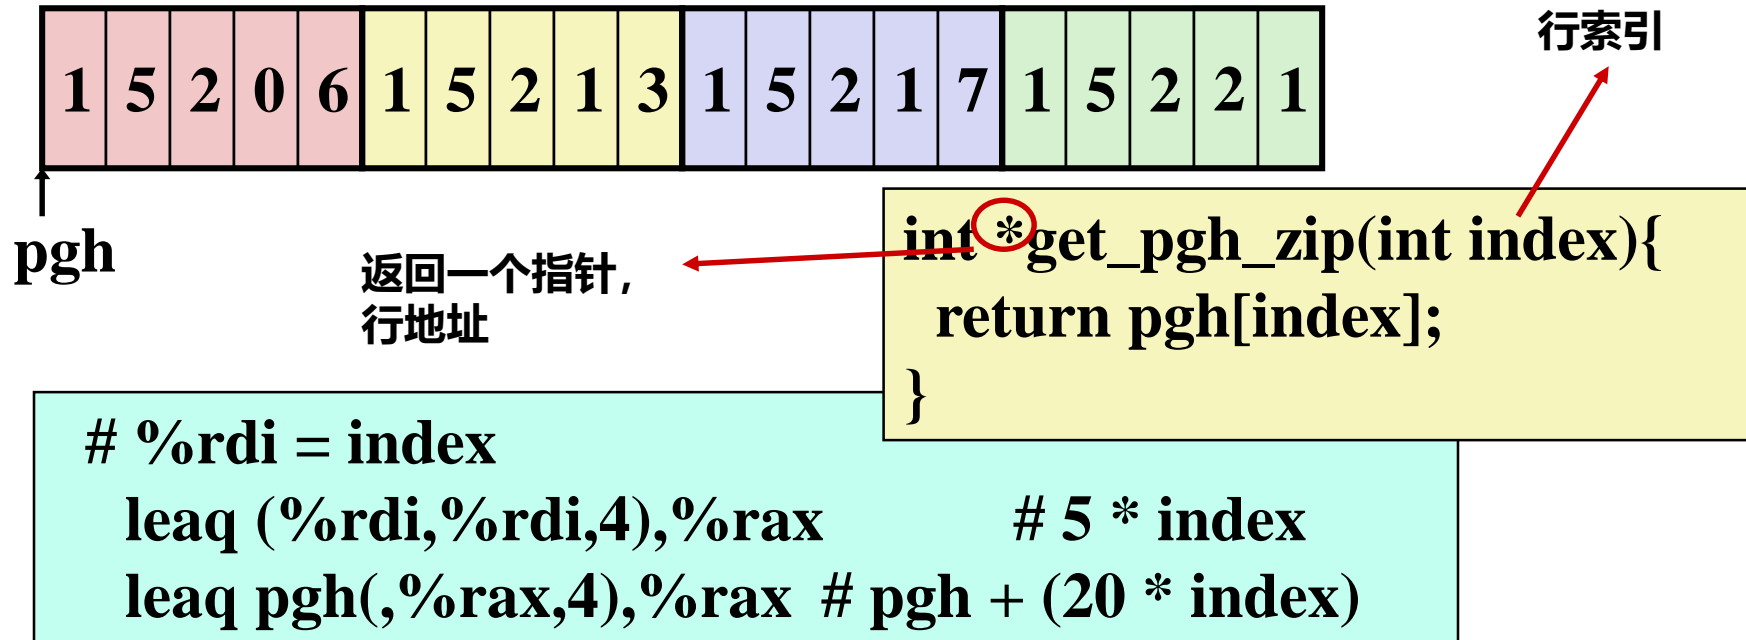 行索引
1 5 2 0 6 1 5 2 1 3 1 5 2 1 7 1 5 2 2 1
pgh
返回一个指针,
行地址
int *get_pgh_zip(int index){
return pgh[index];
}
# %rdi = index
leaq (%rdi,%rdi,4),%rax # 5 * index
leaq pgh(,%rax,4),%rax # pgh + (20 * index)